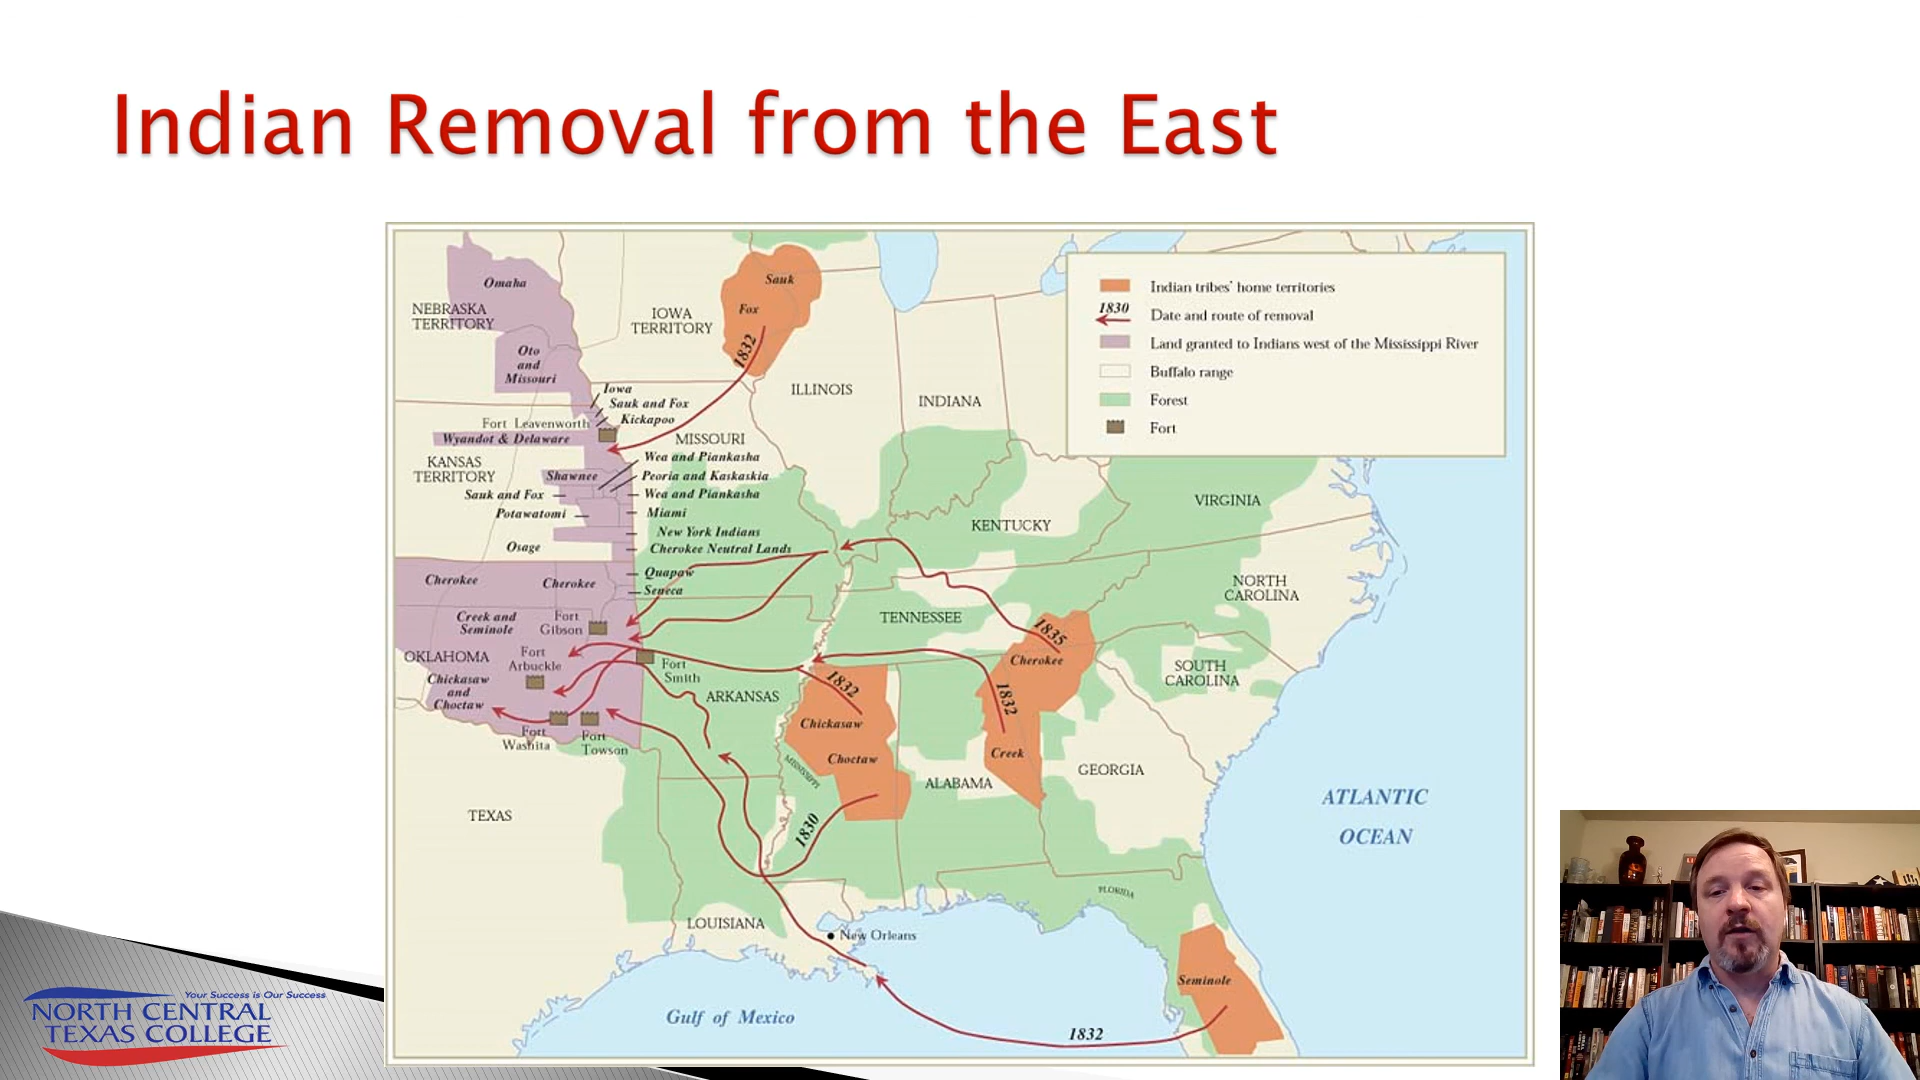 Indian Removal from the East
Indian tribes' home territories
1830
Date and route of removal
Land granted to Indians west of the Mississippi River
Buffalo range
Forest
Fort
Omaha
NEBRASKA
TERRITORY
Oto
and
Missouri
IOWA
TERRITORY
Sauk
Fox
1832
ILLINOIS
INDIANA
Iowa
Sauk and Fox
Kickapoo
Fort Leavenworth
Wyandot & Delaware
MISSOURI
KANSAS
TERRITORY
Wea and Piankasha
Shawnee
Peoria and Kaskaskia
Sauk and Fox
Wea and Piankasha
Potawatomi
Miami
New York Indians
Osage
Cherokee Neutral Lands
Quapaw
Seneca
Cherokee
Cherokee
Creek and
Seminole
Fort
Gibson
OKLAHOMA
Fort
Arbuckle
Fort
Smith
Chickasaw
and
Choctaw
Fort
Washita
Fort
Towson
ARKANSAS
TEXAS
LOUISIANA
New Orleans
KENTUCKY
VIRGINIA
TENNESSEE
NORTH
CAROLINA
SOUTH
CAROLINA
1835
Cherokee
1832
Creek
1832
Chickasaw
Choctaw
MISSISSIPPI
1830
ALABAMA
GEORGIA
FLORIDA
Seminole
1832
ATLANTIC
OCEAN
Gulf of Mexico
Your Success is Our Success
NORTH CENTRAL
TEXAS COLLEGE